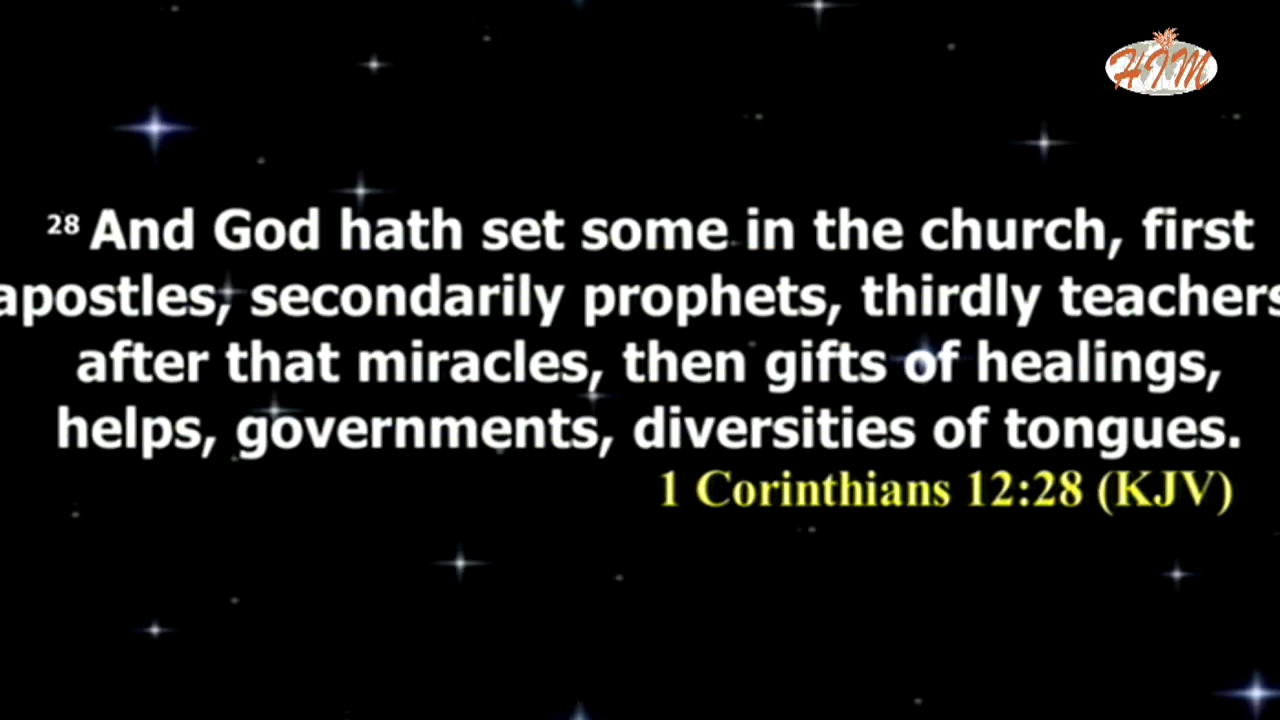 HIM
28 And God hath set some in the church, first
apostles, secondarily prophets, thirdly teachers
after that miracles, then gifts of healings,
helps, governments, diversities of tongues.
1 Corinthians 12:28 (KJV)